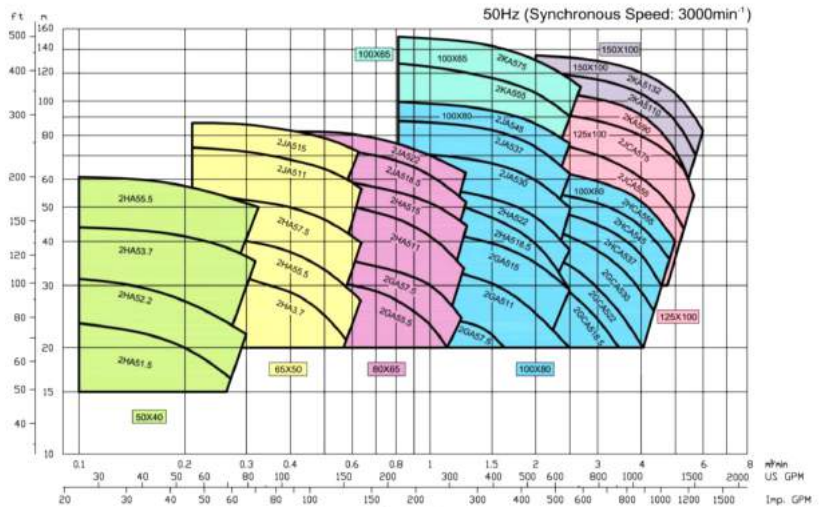 50Hz (Synchronous Speed: 3000min⁻¹)
ft m
500 400 300 200 150 120 100 80 60 50 40
160 140 120 100 80 60 50 40 30 20 15 10
100X65
100X65
2KA575
2KA555
150X100
150X100
2KA5132
2KA5110
100X80
2JA545
2JA537
2JA530
2KA590
125x100
2JCA575
2JCA555
2JA515
2JA511
2JA522
2JA518.5
2HA515
2HA511
2GA57.5
2GA55.5
2HA55.5
2HA53.7
2HA52.2
2HA51.5
2HA57.5
2HA55.5
2HA3.7
2HA522
2HA518.5
2GA515
2GA511
2GA57.5
100X80
2HCA555
2HCA545
2HCA537
2GCA530
2GCA522
2GCA518.5
125X100
65X50
80X65
100X80
50X40
0.1 0.2 0.3 0.4 0.6 0.8 1 1.5 2 3 4 6 8 m³/min
30 40 50 60 80 100 150 200 300 400 500 600 800 1000 1500 2000 US GPM
20 30 40 50 60 80 100 150 200 300 400 500 600 800 1000 1200 1500 Imp. GPM